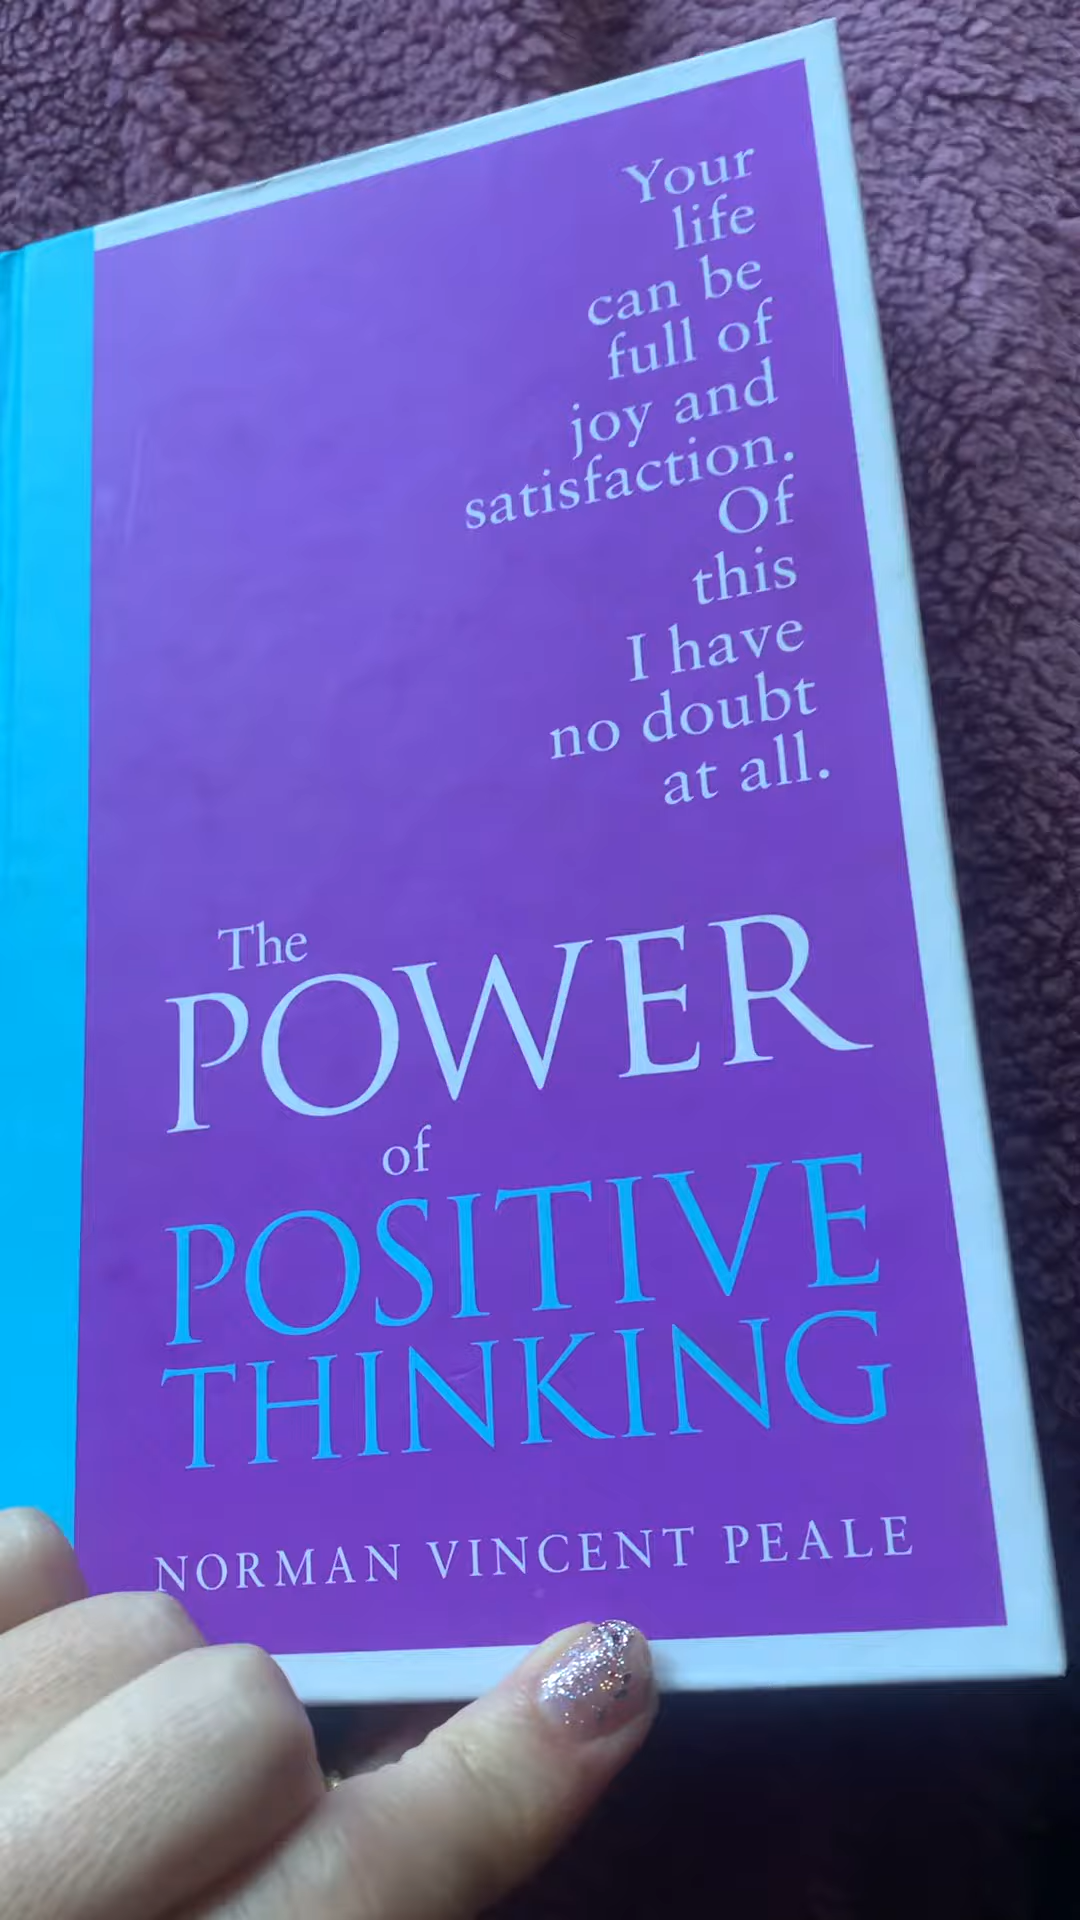 Your
life
can be
full of
joy and
satisfaction.
Of
this
I have
no doubt
at all.
The
POWER
of
POSITIVE
THINKING
NORMAN VINCENT PEALE